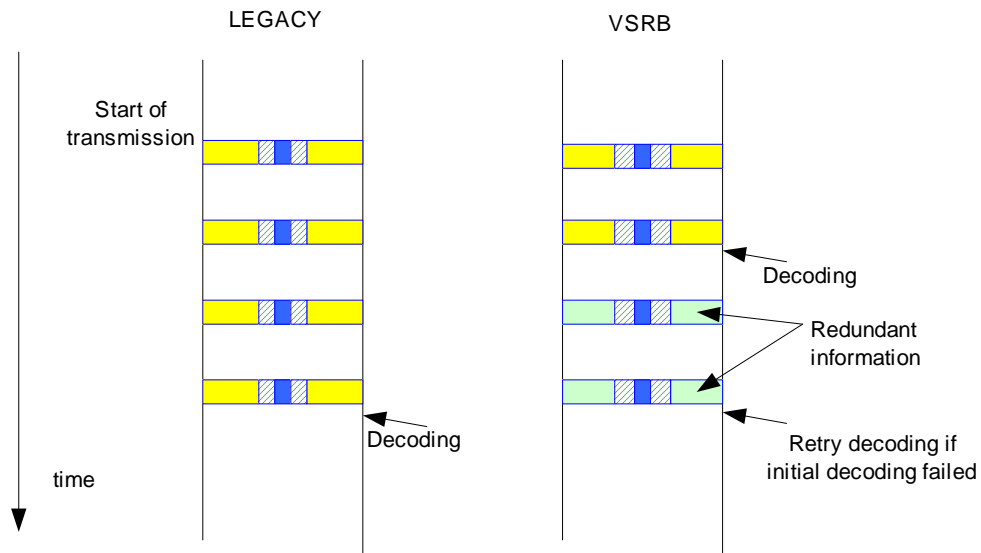 LEGACY
VSRB
Start of
transmission
Decoding
Redundant
information
Decoding
Retry decoding if
initial decoding failed
time